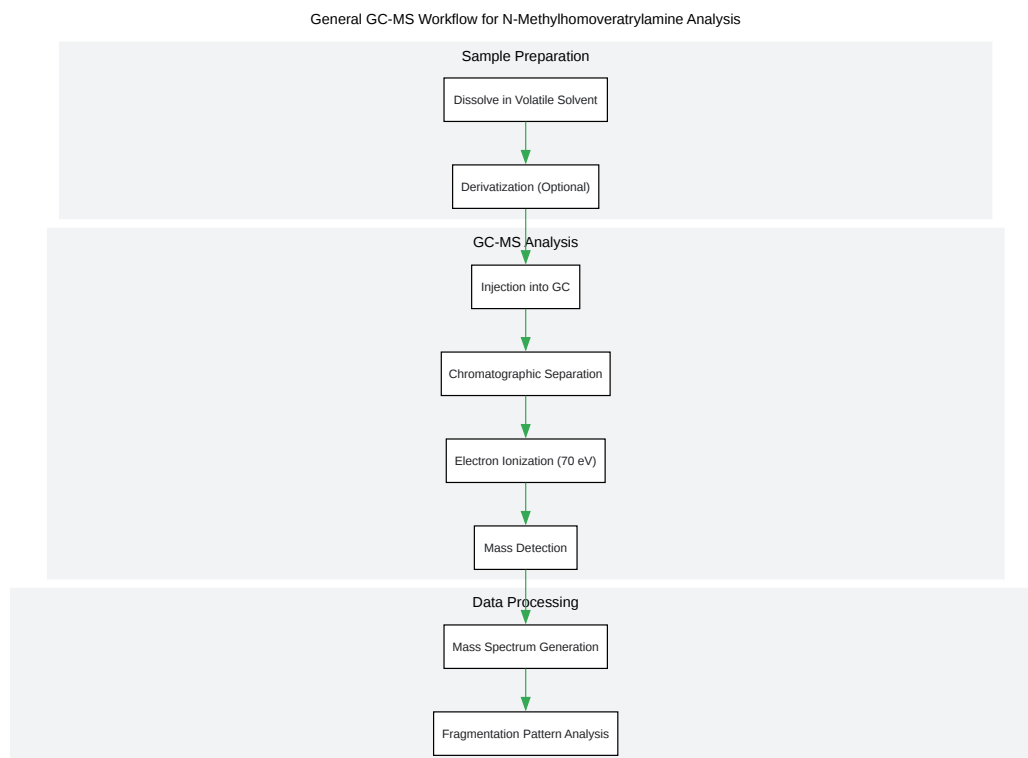 General GC-MS Workflow for N-Methylhomoveratrylamine Analysis
Sample Preparation
Dissolve in Volatile Solvent
Derivatization (Optional)
GC-MS Analysis
Injection into GC
Chromatographic Separation
Electron Ionization (70 eV)
Mass Detection
Data Processing
Mass Spectrum Generation
Fragmentation Pattern Analysis